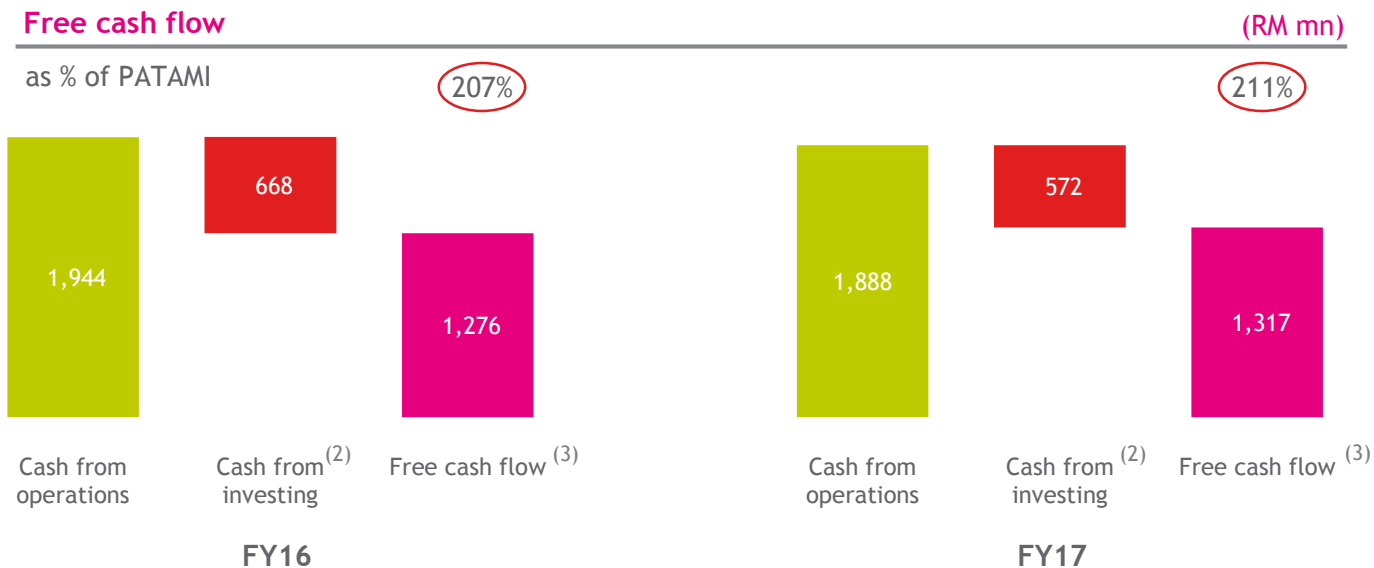 Free cash flow (RM mn)
as % of PATAMI 207% 211%
668 572
1,944 1,888
1,276 1,317
Cash from operations
Cash from (2) investing
Free cash flow (3)
Cash from operations
Cash from (2) investing
Free cash flow (3)
FY16 FY17